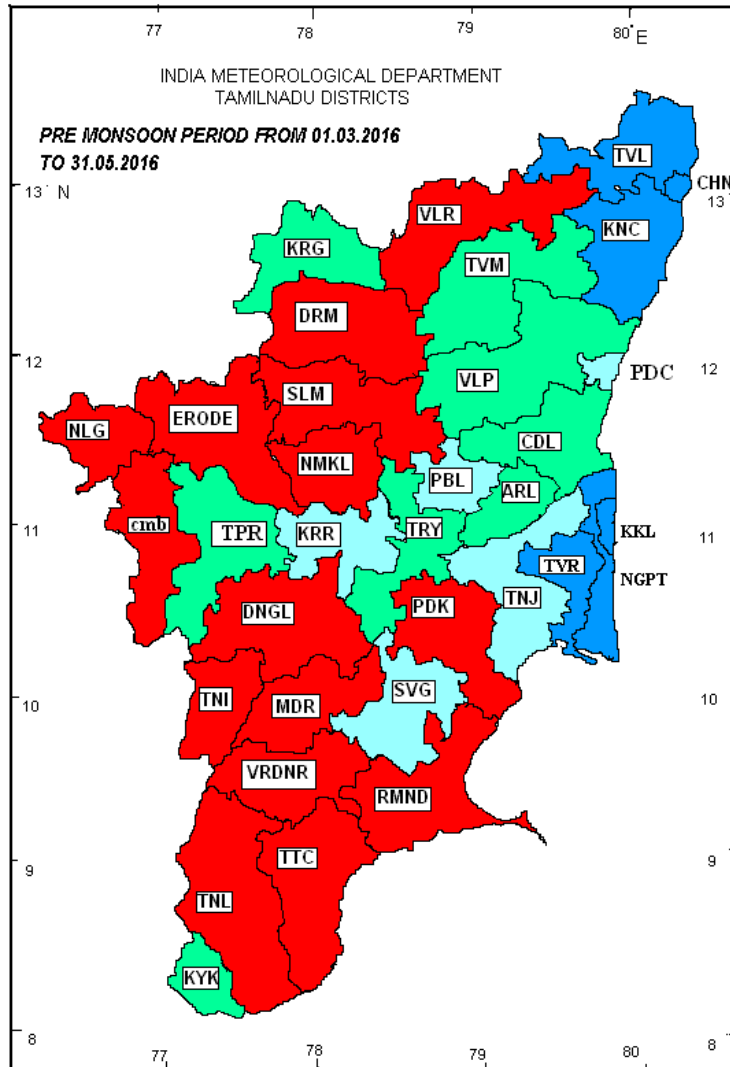 77 78 79 80° E
INDIA METEOROLOGICAL DEPARTMENT
TAMILNADU DISTRICTS
PRE MONSOON PERIOD FROM 01.03.2016
TO 31.05.2016
TVL
13° N
CHN
13
VLR
KNC
KRG
TVM
DRM
12
12
PDC
VLP
SLM
NLG
ERODE
CDL
NMKL
PBL
ARL
cmb
11
TPR
KRR
TRY
KKL
11
TVR
NGPT
TNJ
DNGL
PDK
SVG
TNI
10
MDR
10
VRDNR
RMND
9
TTC
9
TNL
KYK
8
8
77 78 79 80